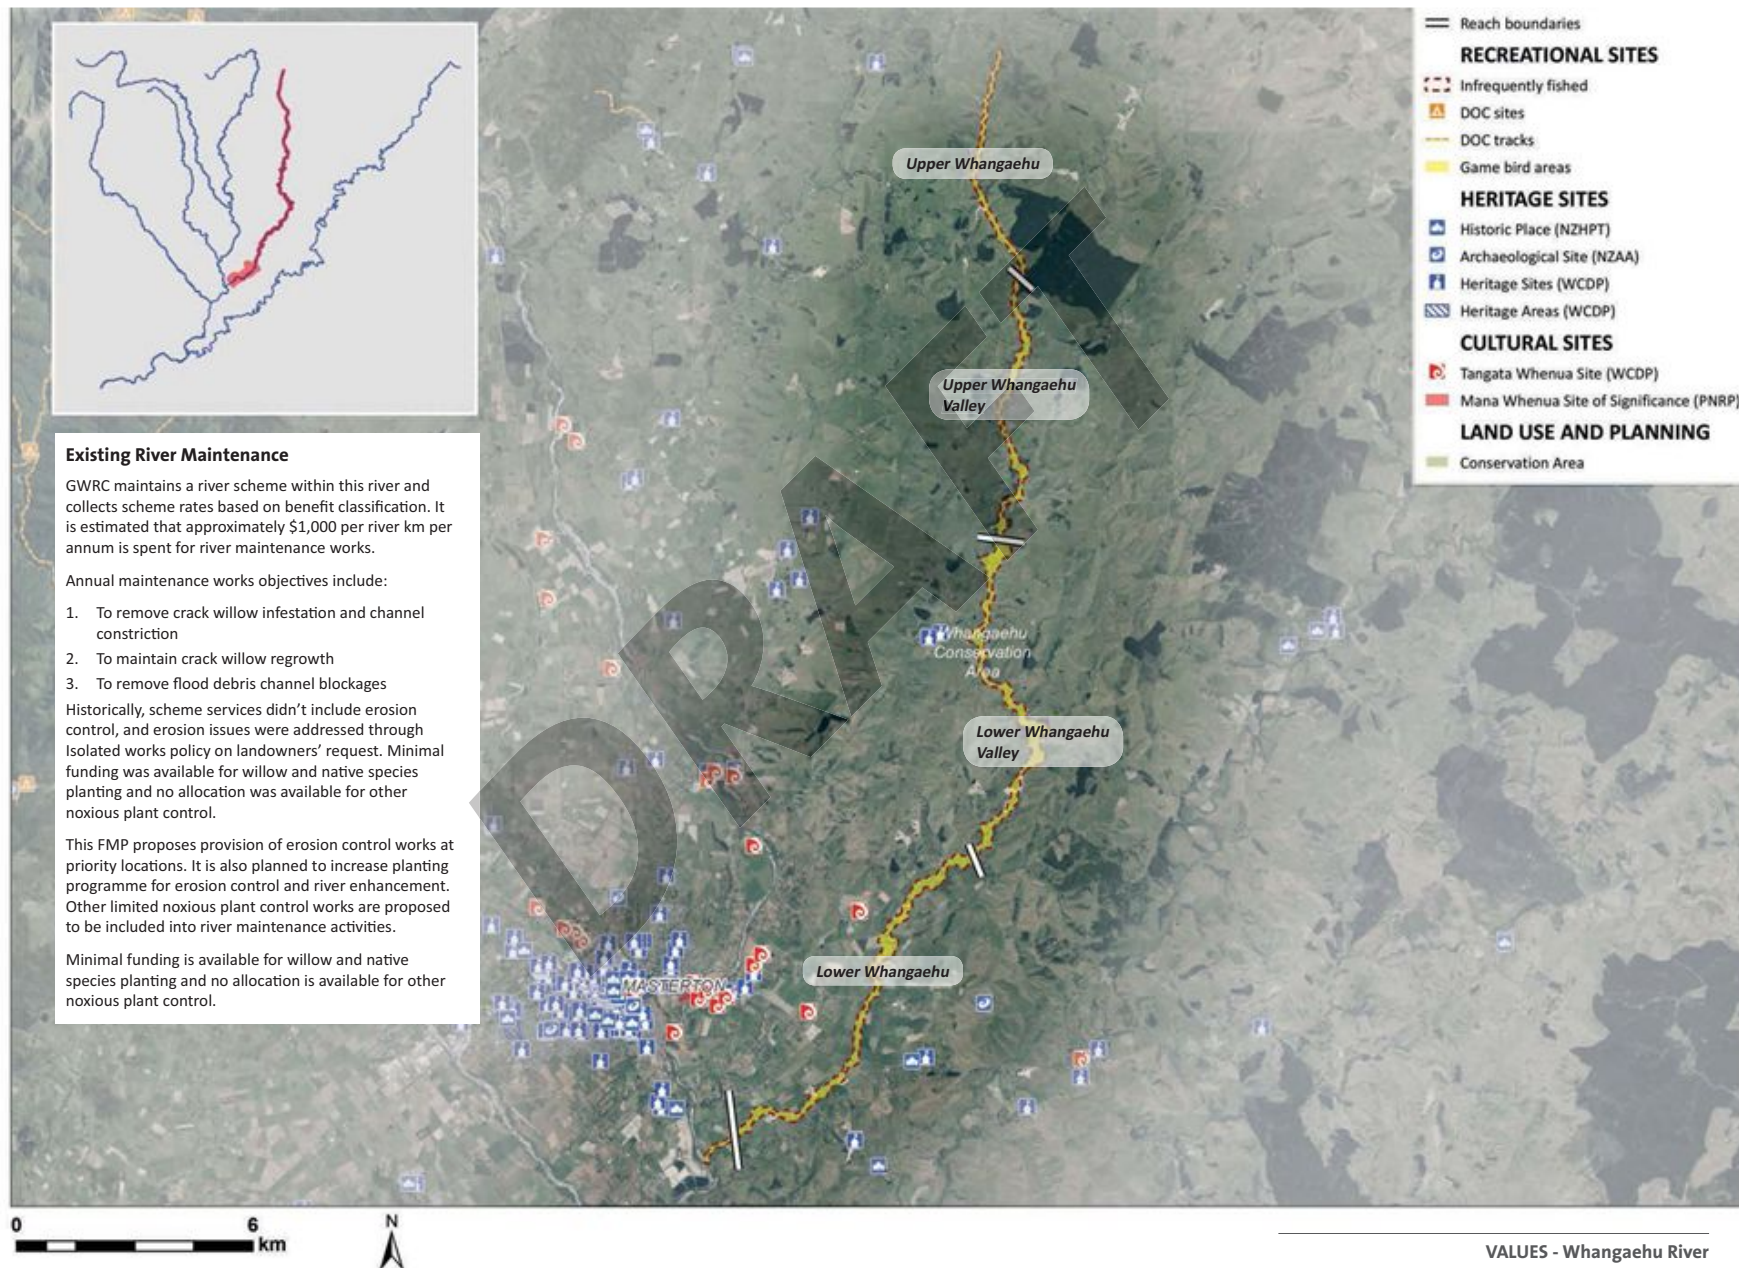 Reach boundaries
RECREATIONAL SITES
Infrequently fished
DOC sites
DOC tracks
Game bird areas
HERITAGE SITES
Historic Place (NZHPT)
Archaeological Site (NZAA)
Heritage Sites (WCDP)
Heritage Areas (WCDP)
CULTURAL SITES
Tangata Whenua Site (WCDP)
Mana Whenua Site of Significance (PNRP)
LAND USE AND PLANNING
Conservation Area
Upper Whangaehu
Upper Whangaehu
Valley
Whangaehu
Conservation
Area
Lower Whangaehu
Valley
Lower Whangaehu
MASTERTON
DRAFT
Existing River Maintenance
GWRC maintains a river scheme within this river and
collects scheme rates based on benefit classification. It
is estimated that approximately $1,000 per river km per
annum is spent for river maintenance works.
Annual maintenance works objectives include:
1. To remove crack willow infestation and channel
constriction
2. To maintain crack willow regrowth
3. To remove flood debris channel blockages
Historically, scheme services didn't include erosion
control, and erosion issues were addressed through
Isolated works policy on landowners' request. Minimal
funding was available for willow and native species
planting and no allocation was available for other
noxious plant control.
This FMP proposes provision of erosion control works at
priority locations. It is also planned to increase planting
programme for erosion control and river enhancement.
Other limited noxious plant control works are proposed
to be included into river maintenance activities.
Minimal funding is available for willow and native
species planting and no allocation is available for other
noxious plant control.
0 6
km
N
VALUES - Whangaehu River